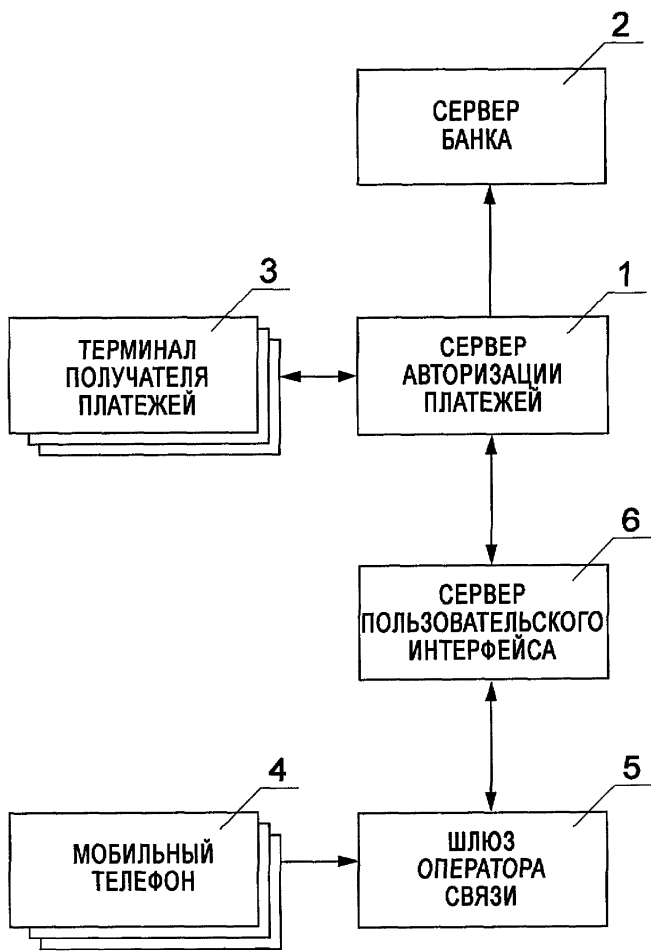 2
СЕРВЕР
БАНКА
3
ТЕРМИНАЛ
ПОЛУЧАТЕЛЯ
ПЛАТЕЖЕЙ
1
СЕРВЕР
АВТОРИЗАЦИИ
ПЛАТЕЖЕЙ
6
СЕРВЕР
ПОЛЬЗОВАТЕЛЬСКОГО
ИНТЕРФЕЙСА
4
МОБИЛЬНЫЙ
ТЕЛЕФОН
5
ШЛЮЗ
ОПЕРАТОРА
СВЯЗИ